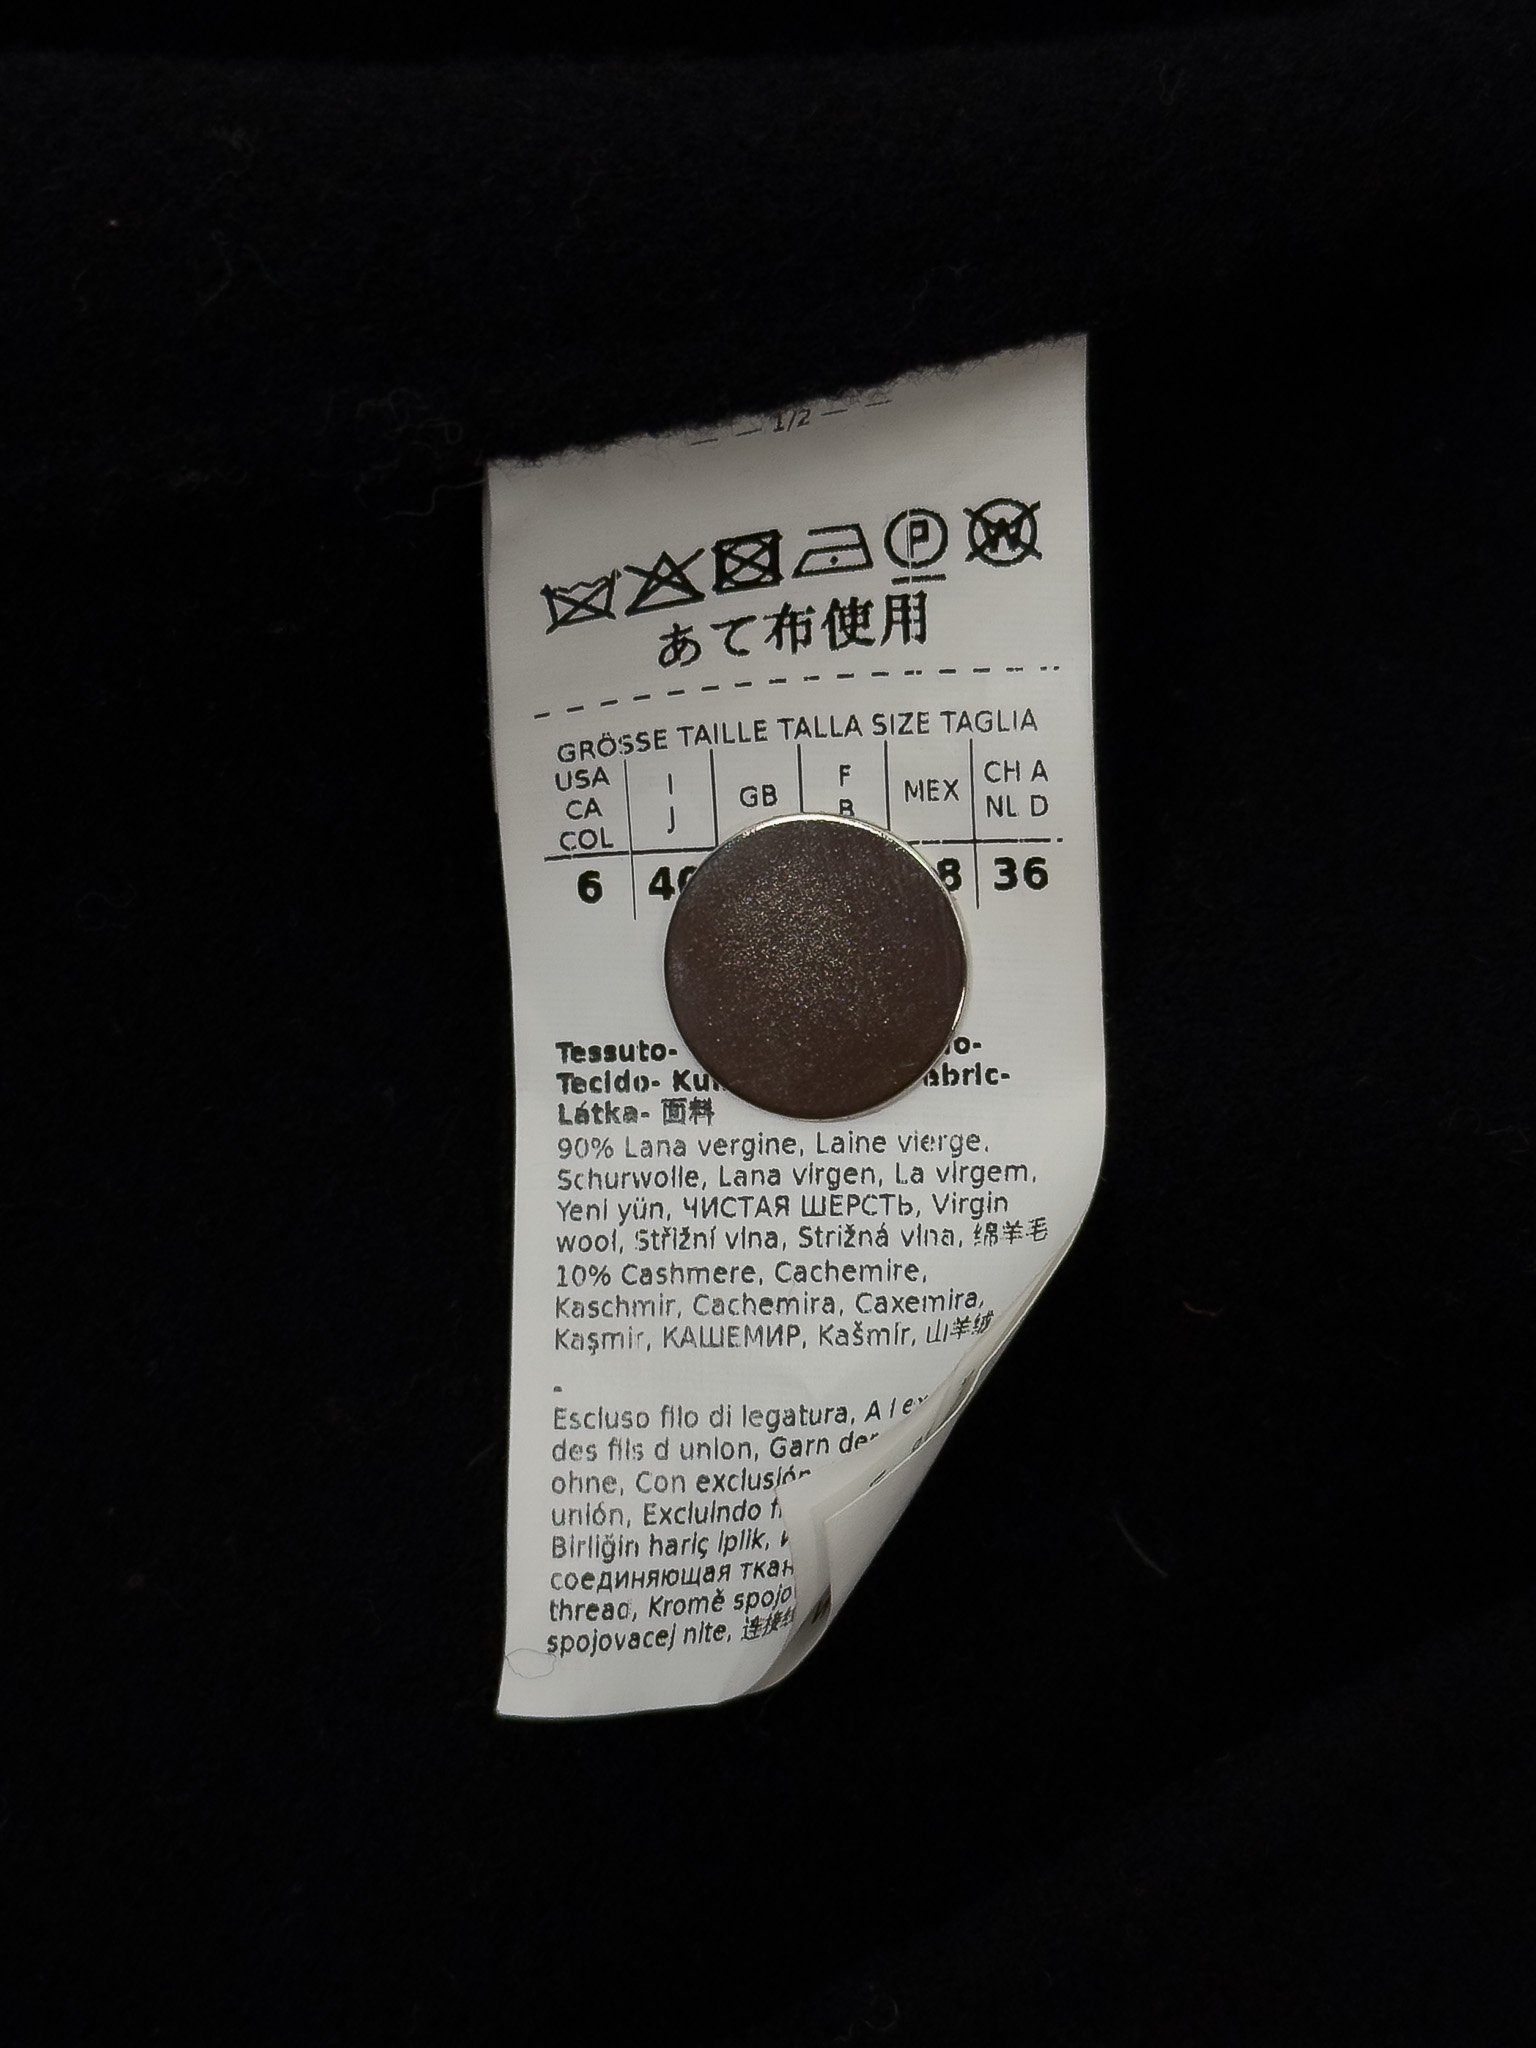 1/2
P W
あて布使用
GRÖSSE TAILLE TALLA SIZE TAGLIA
USA CA COL I J GB F B MEX CH A NL D
6 36
Tessuto-
Tecido-
Látka- 面料
90% Lana vergine, Laine vierge,
Schurwolle, Lana virgen, La virgem,
Yeni yün, ЧИСТАЯ ШЕРСТЬ, Virgin
wool, Střižní vlna, Strižná vlna, 绵羊毛
10% Cashmere, Cachemire,
Kaschmir, Cachemira, Caxemira,
Kaşmir, КАШЕМИР, Kašmír, 山羊绒
-
Escluso filo di legatura, A l
des fils d union, Garn
ohne, Con
unión, Excluindo
Birliğin hariç iplik,
соединяющая
thread, Kromě
spojovacej nite,